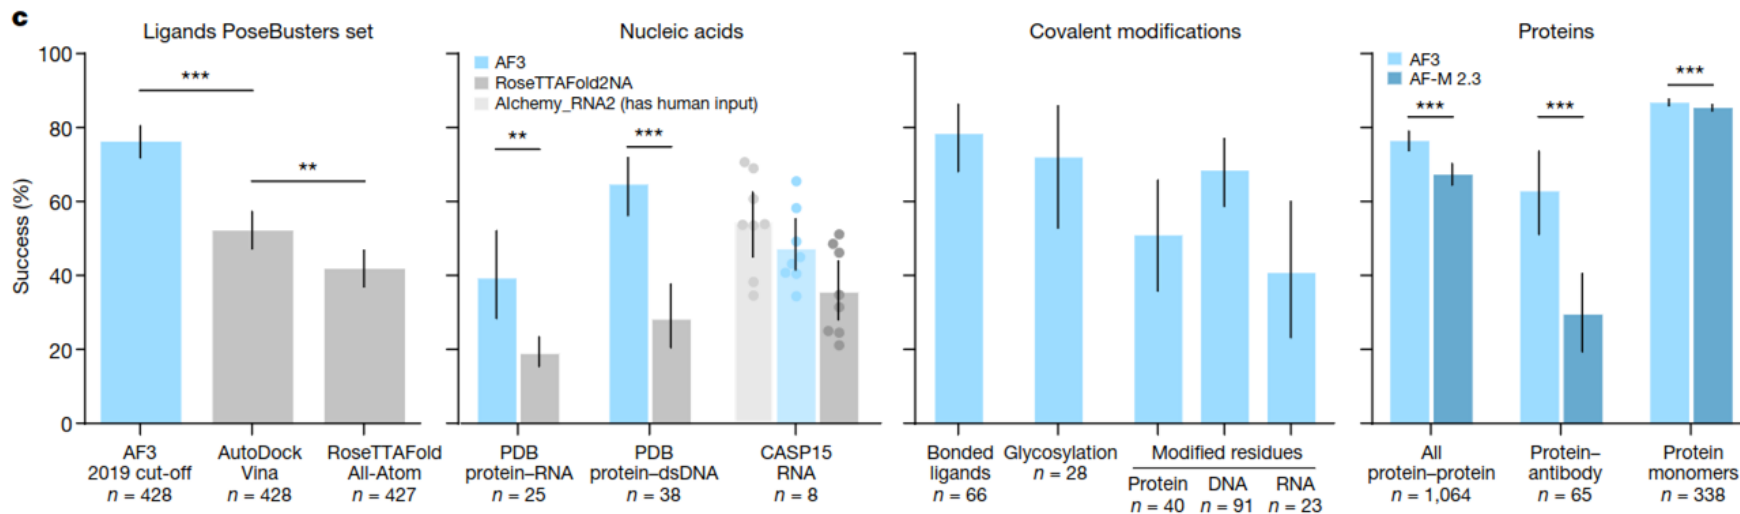 c
Ligands PoseBusters set
Nucleic acids
Covalent modifications
Proteins
Success (%)
100
80
60
40
20
0
***
**
AF3
2019 cut-off
n = 428
AutoDock
Vina
n = 428
RoseTTAFold
All-Atom
n = 427
AF3
RoseTTAFold2NA
Alchemy_RNA2 (has human input)
**
***
PDB
protein–RNA
n = 25
PDB
protein–dsDNA
n = 38
CASP15
RNA
n = 8
Bonded
ligands
n = 66
Glycosylation
n = 28
Modified residues
Protein
n = 40
DNA
n = 91
RNA
n = 23
AF3
AF-M 2.3
***
***
***
All
protein–protein
n = 1,064
Protein–
antibody
n = 65
Protein
monomers
n = 338